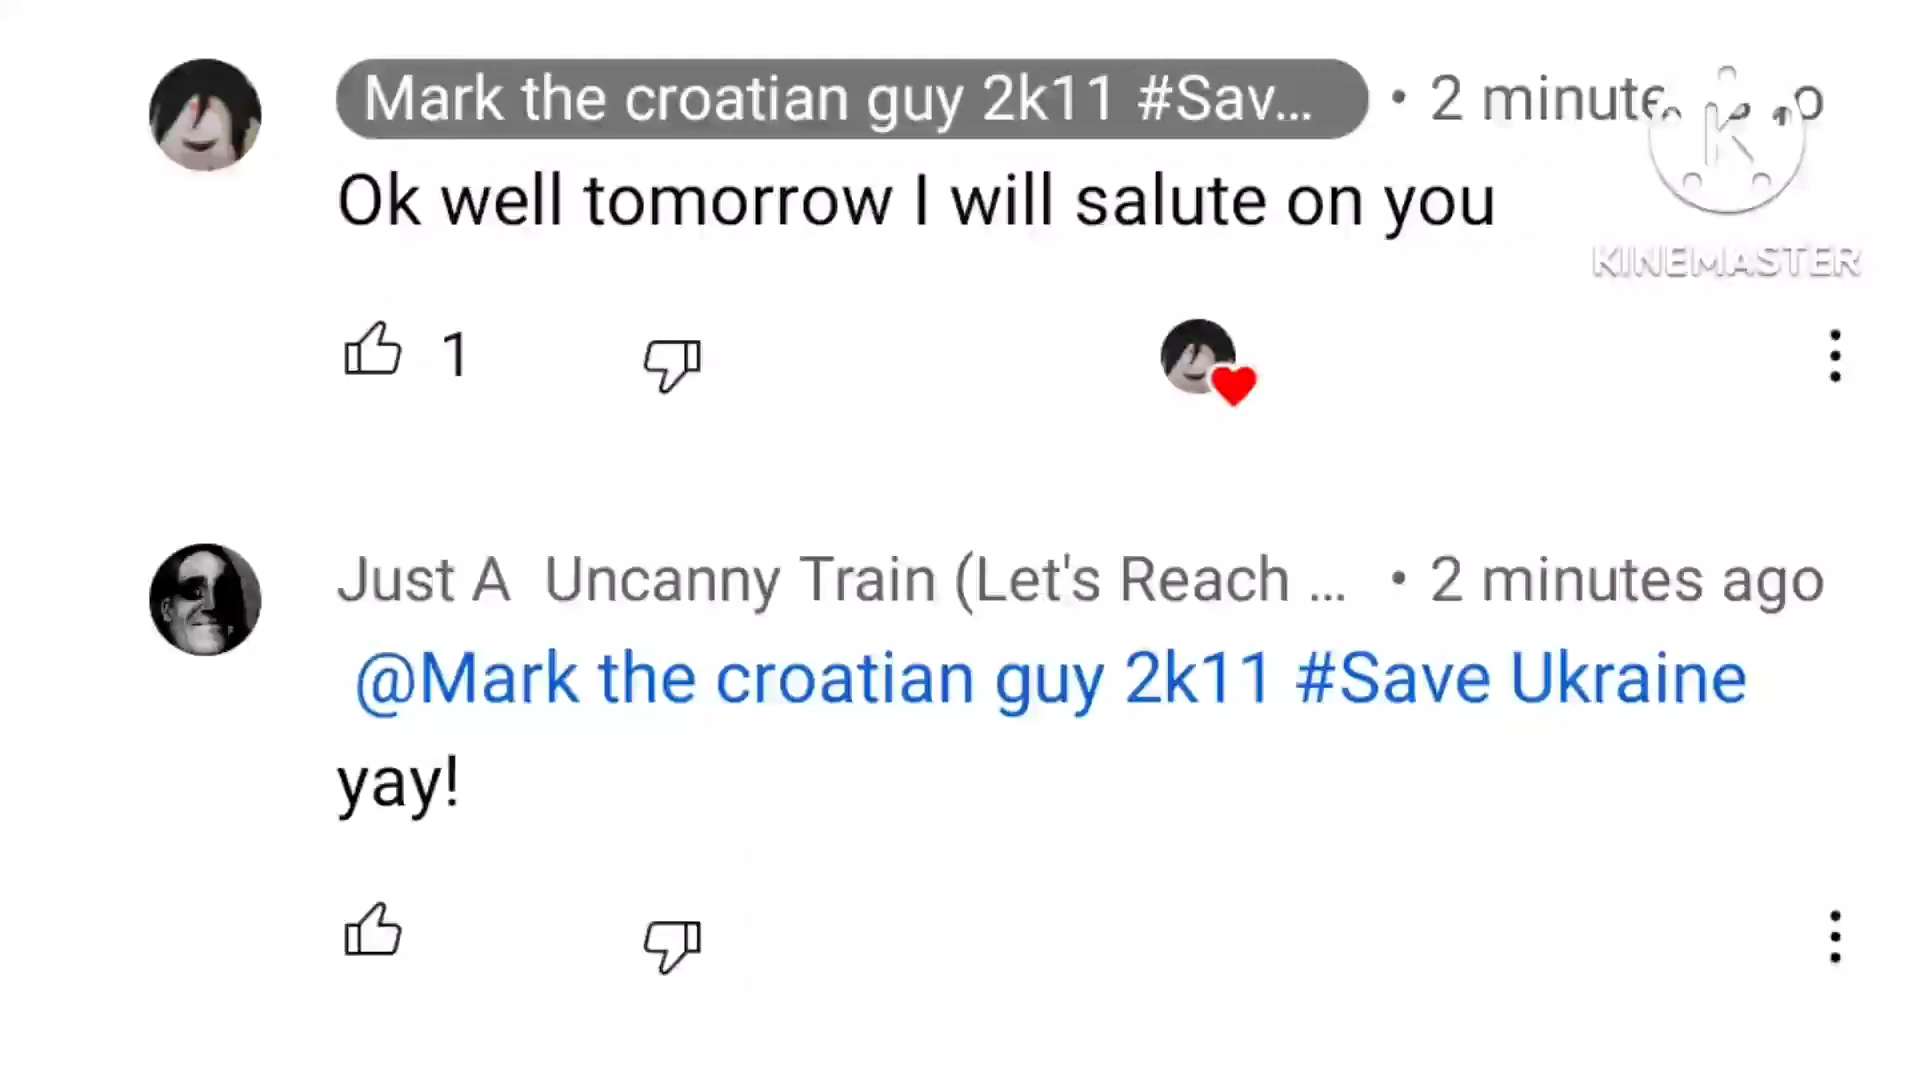 Mark the croatian guy 2k11 #Sav... • 2 minut
KINEMASTER
Ok well tomorrow I will salute on you
1
Just A Uncanny Train (Let's Reach ... • 2 minutes ago
@Mark the croatian guy 2k11 #Save Ukraine
yay!